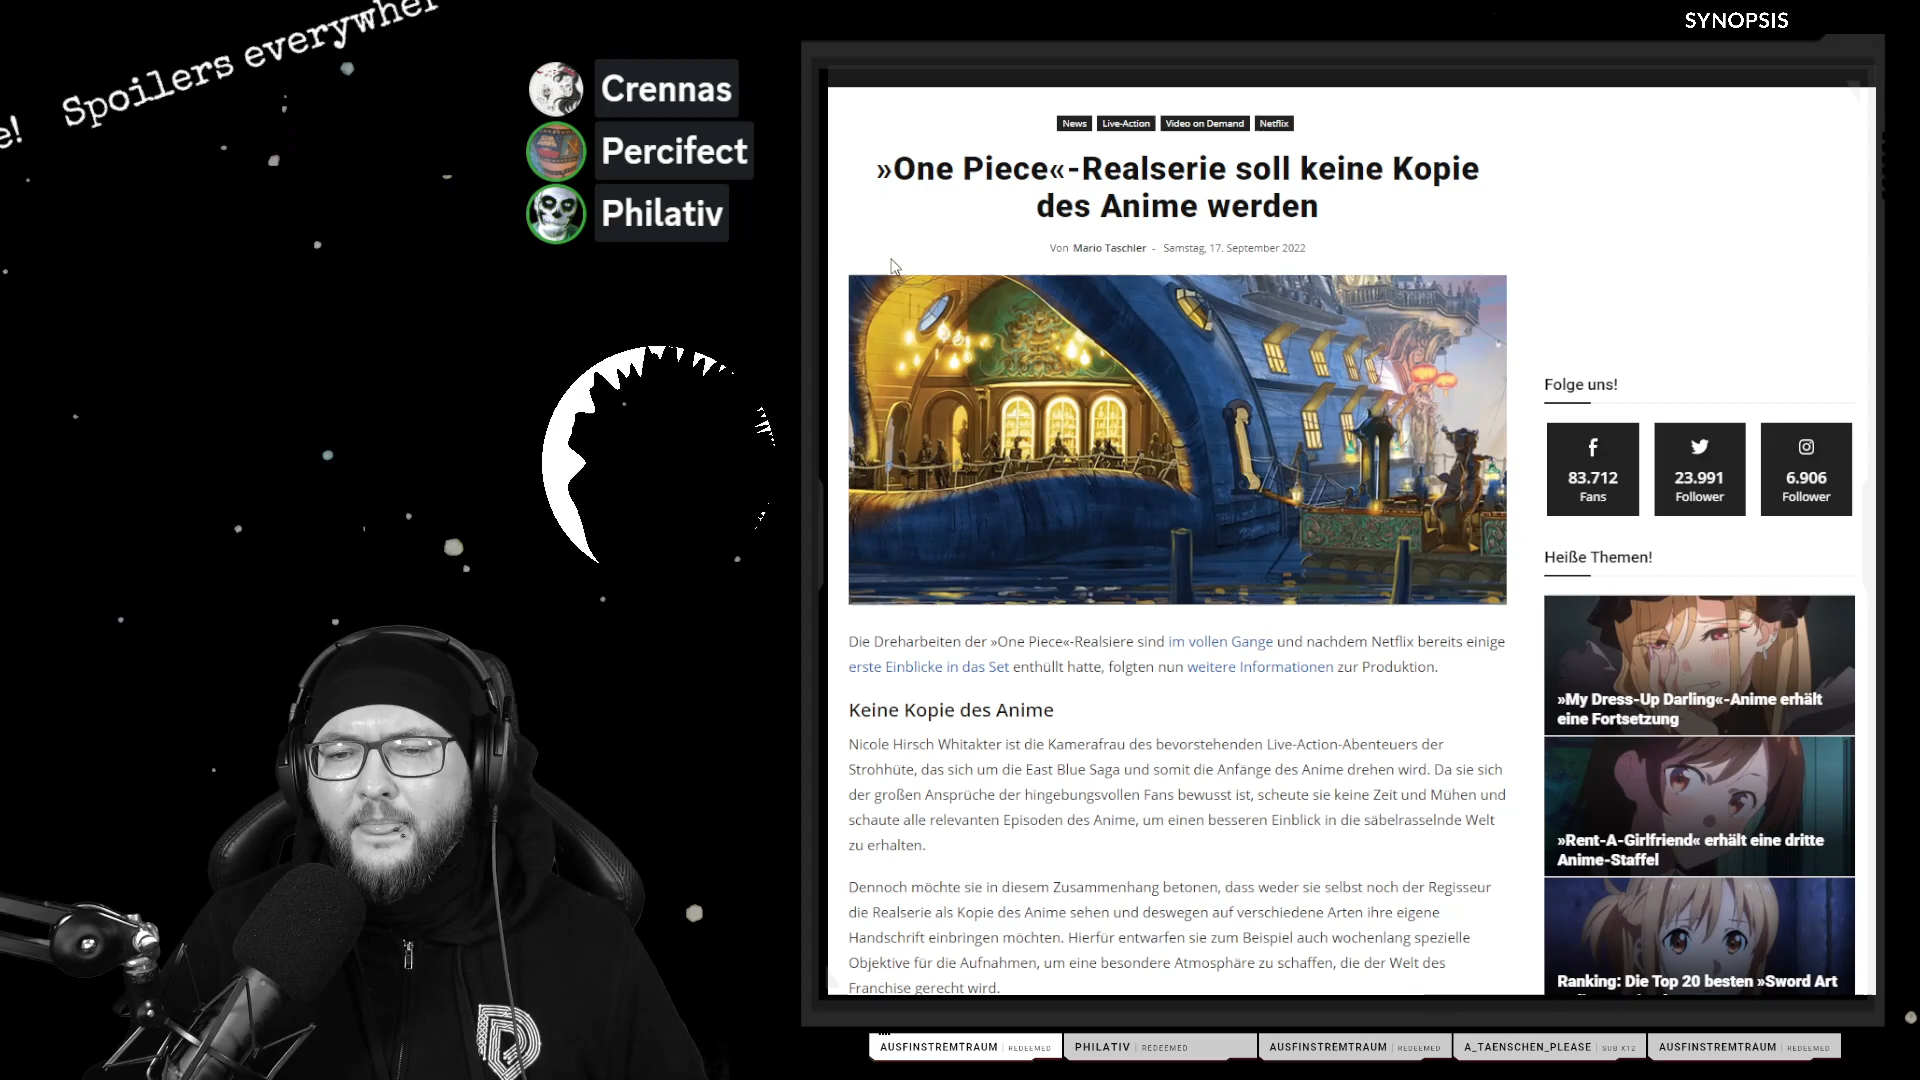 SYNOPSIS
e! Spoilers everywher
Crennas
Percifect
Philativ
News Live-Action Video on Demand Netflix
»One Piece«-Realserie soll keine Kopie
des Anime werden
Von Mario Taschler - Samstag, 17. September 2022
Die Dreharbeiten der »One Piece«-Realsiere sind im vollen Gange und nachdem Netflix bereits einige
erste Einblicke in das Set enthüllt hatte, folgten nun weitere Informationen zur Produktion.
Keine Kopie des Anime
Nicole Hirsch Whitakter ist die Kamerafrau des bevorstehenden Live-Action-Abenteuers der
Strohhüte, das sich um die East Blue Saga und somit die Anfänge des Anime drehen wird. Da sie sich
der großen Ansprüche der hingebungsvollen Fans bewusst ist, scheute sie keine Zeit und Mühen und
schaute alle relevanten Episoden des Anime, um einen besseren Einblick in die säbelrasselnde Welt
zu erhalten.
Dennoch möchte sie in diesem Zusammenhang betonen, dass weder sie selbst noch der Regisseur
die Realserie als Kopie des Anime sehen und deswegen auf verschiedene Arten ihre eigene
Handschrift einbringen möchten. Hierfür entwarfen sie zum Beispiel auch wochenlang spezielle
Objektive für die Aufnahmen, um eine besondere Atmosphäre zu schaffen, die der Welt des
Franchise gerecht wird.
Folge uns!
83.712 23.991 6.906
Fans Follower Follower
Heiße Themen!
»My Dress-Up Darling«-Anime erhält
eine Fortsetzung
»Rent-A-Girlfriend« erhält eine dritte
Anime-Staffel
Ranking: Die Top 20 besten »Sword Art
AUSFINSTREMTRAUM | REDEEMED PHILATIV | REDEEMED AUSFINSTREMTRAUM | REDEEMED A_TAENSCHEN_PLEASE | SUB X12 AUSFINSTREMTRAUM | REDEEMED